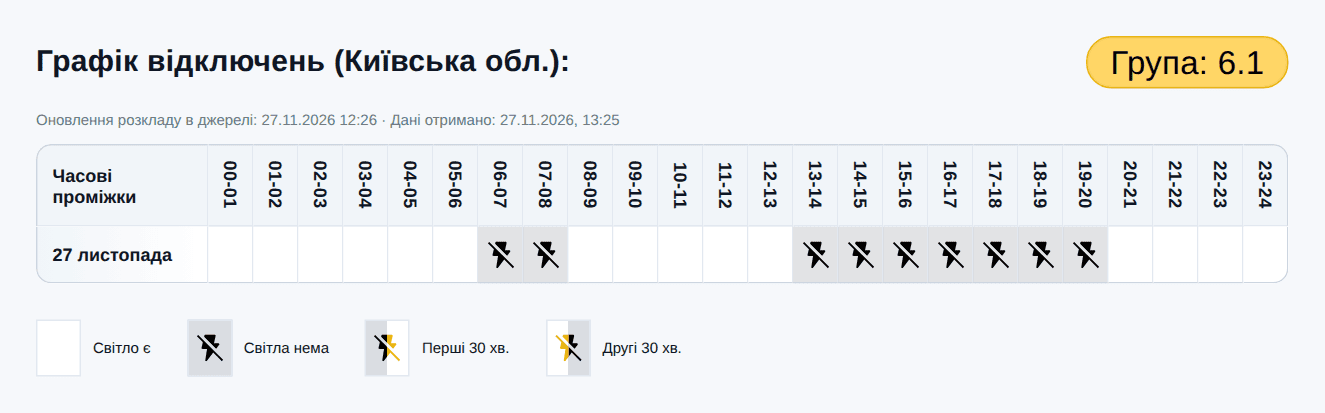 Графік відключень (Київська обл.):
Група: 6.1
Оновлення розкладу в джерелі: 27.11.2026 12:26 · Дані отримано: 27.11.2026, 13:25
Часові
проміжки
00-01
01-02
02-03
03-04
04-05
05-06
06-07
07-08
08-09
09-10
10-11
11-12
12-13
13-14
14-15
15-16
16-17
17-18
18-19
19-20
20-21
21-22
22-23
23-24
27 листопада
Світло є
Світла нема
Перші 30 хв.
Другі 30 хв.